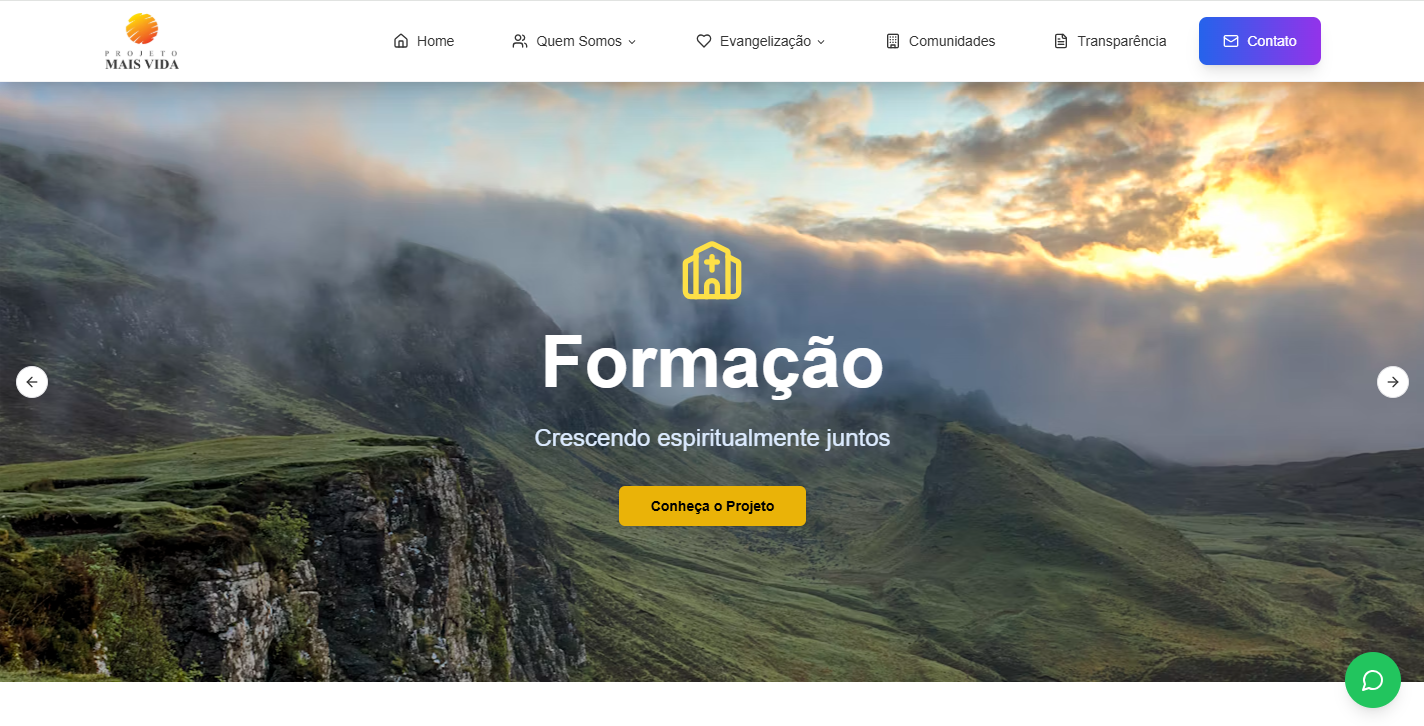 PROJETO
MAIS VIDA
Home
Quem Somos
Evangelização
Comunidades
Transparência
Contato
Formação
Crescendo espiritualmente juntos
Conheça o Projeto